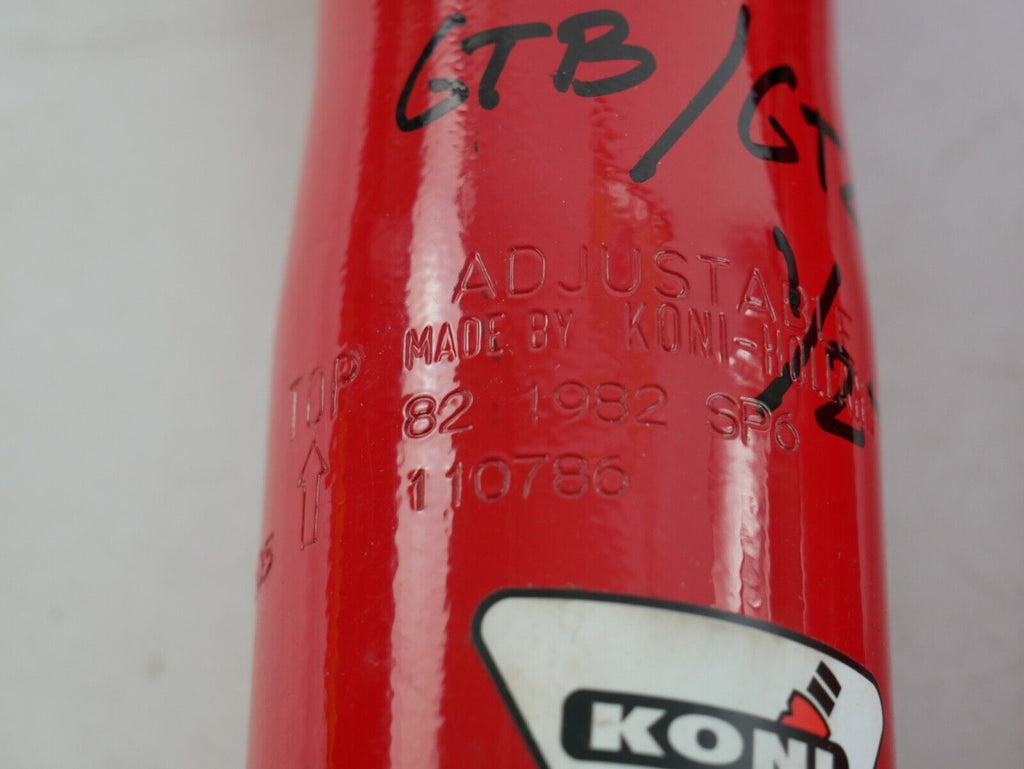 GTB/GT
ADJUSTABLE
MADE BY KONI-HOLLAND
TOP
82.1982 SP6
110786
KONI